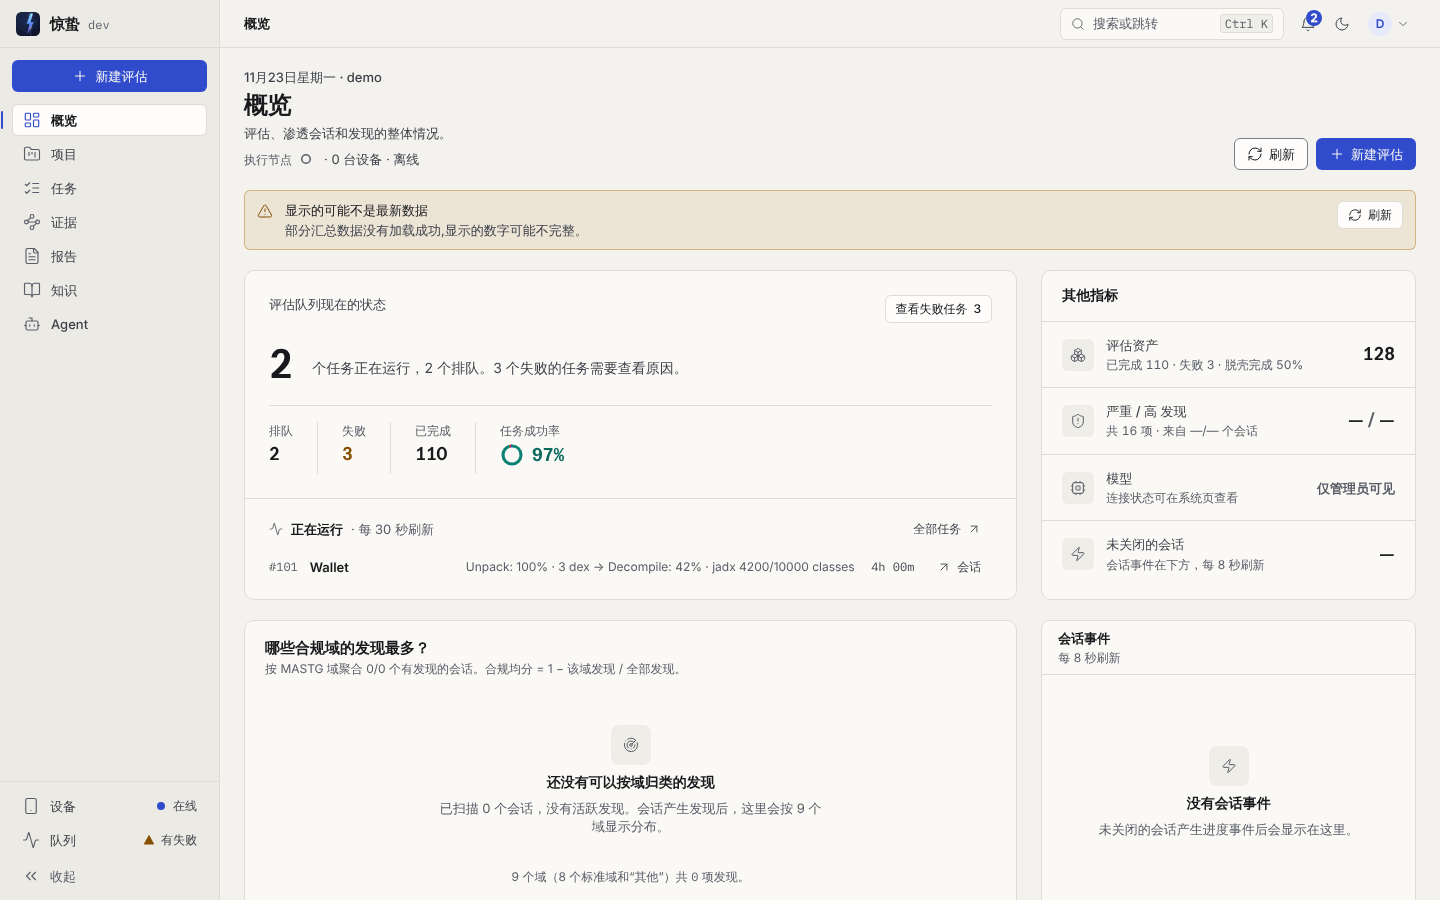 惊蛰 dev
新建评估
概览
项目
任务
证据
报告
知识
Agent
设备 在线
队列 有失败
收起
概览
搜索或跳转 Ctrl K
2
D
11月23日星期一 · demo
概览
评估、渗透会话和发现的整体情况。
执行节点 · 0 台设备 · 离线
刷新
新建评估
显示的可能不是最新数据
部分汇总数据没有加载成功,显示的数字可能不完整。
刷新
评估队列现在的状态
查看失败任务 3
2 个任务正在运行，2 个排队。3 个失败的任务需要查看原因。
排队 失败 已完成 任务成功率
2 3 110 97%
正在运行 · 每 30 秒刷新 全部任务
#101 Wallet Unpack: 100% · 3 dex → Decompile: 42% · jadx 4200/10000 classes 4h 00m 会话
其他指标
评估资产
已完成 110 · 失败 3 · 脱壳完成 50%
128
严重 / 高 发现
共 16 项 · 来自 —/— 个会话
— / —
模型
连接状态可在系统页查看
仅管理员可见
未关闭的会话
会话事件在下方，每 8 秒刷新
—
哪些合规域的发现最多？
按 MASTG 域聚合 0/0 个有发现的会话。合规均分 = 1 − 该域发现 / 全部发现。
还没有可以按域归类的发现
已扫描 0 个会话，没有活跃发现。会话产生发现后，这里会按 9 个
域显示分布。
9 个域（8 个标准域和“其他”）共 0 项发现。
会话事件
每 8 秒刷新
没有会话事件
未关闭的会话产生进度事件后会显示在这里。